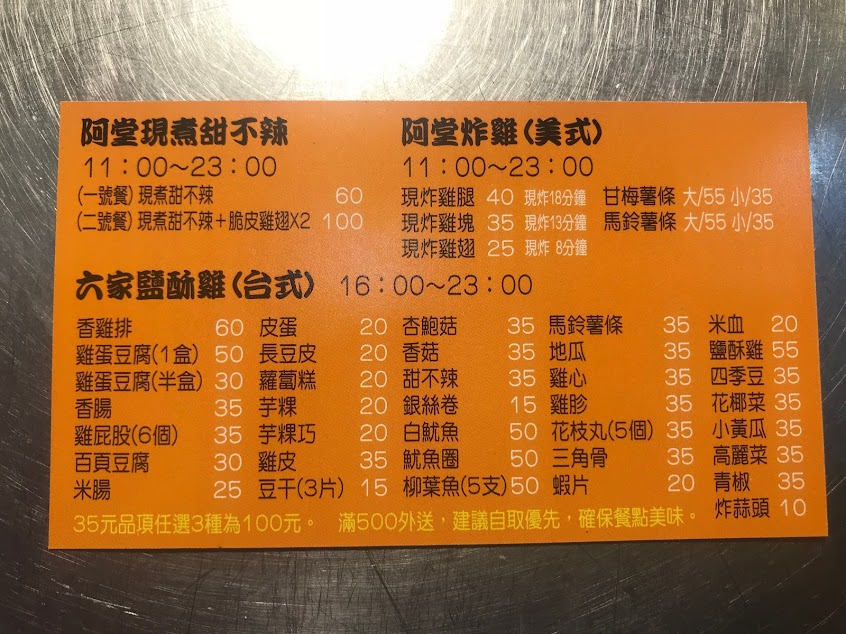 阿堂現煮甜不辣
11：00～23：00
(一號餐) 現煮甜不辣 60
(二號餐) 現煮甜不辣＋脆皮雞翅X2 100
阿堂炸雞(美式)
11：00～23：00
現炸雞腿 40 現炸18分鐘 甘梅薯條 大/55 小/35
現炸雞塊 35 現炸13分鐘 馬鈴薯條 大/55 小/35
現炸雞翅 25 現炸 8分鐘
六家鹽酥雞(台式) 16：00～23：00
香雞排 60
雞蛋豆腐(1盒) 50
雞蛋豆腐(半盒) 30
香腸 35
雞屁股(6個) 35
百頁豆腐 30
米腸 25
皮蛋 20
長豆皮 20
蘿蔔糕 20
芋粿 20
芋粿巧 20
雞皮 35
豆干(3片) 15
杏鮑菇 35
香菇 35
甜不辣 35
銀絲卷 15
白魷魚 50
魷魚圈 50
柳葉魚(5支) 50
馬鈴薯條 35
地瓜 35
雞心 35
雞胗 35
花枝丸(5個) 35
三角骨 35
蝦片 20
米血 20
鹽酥雞 55
四季豆 35
花椰菜 35
小黃瓜 35
高麗菜 35
青椒 35
炸蒜頭 10
35元品項任選3種為100元。 滿500外送，建議自取優先，確保餐點美味。